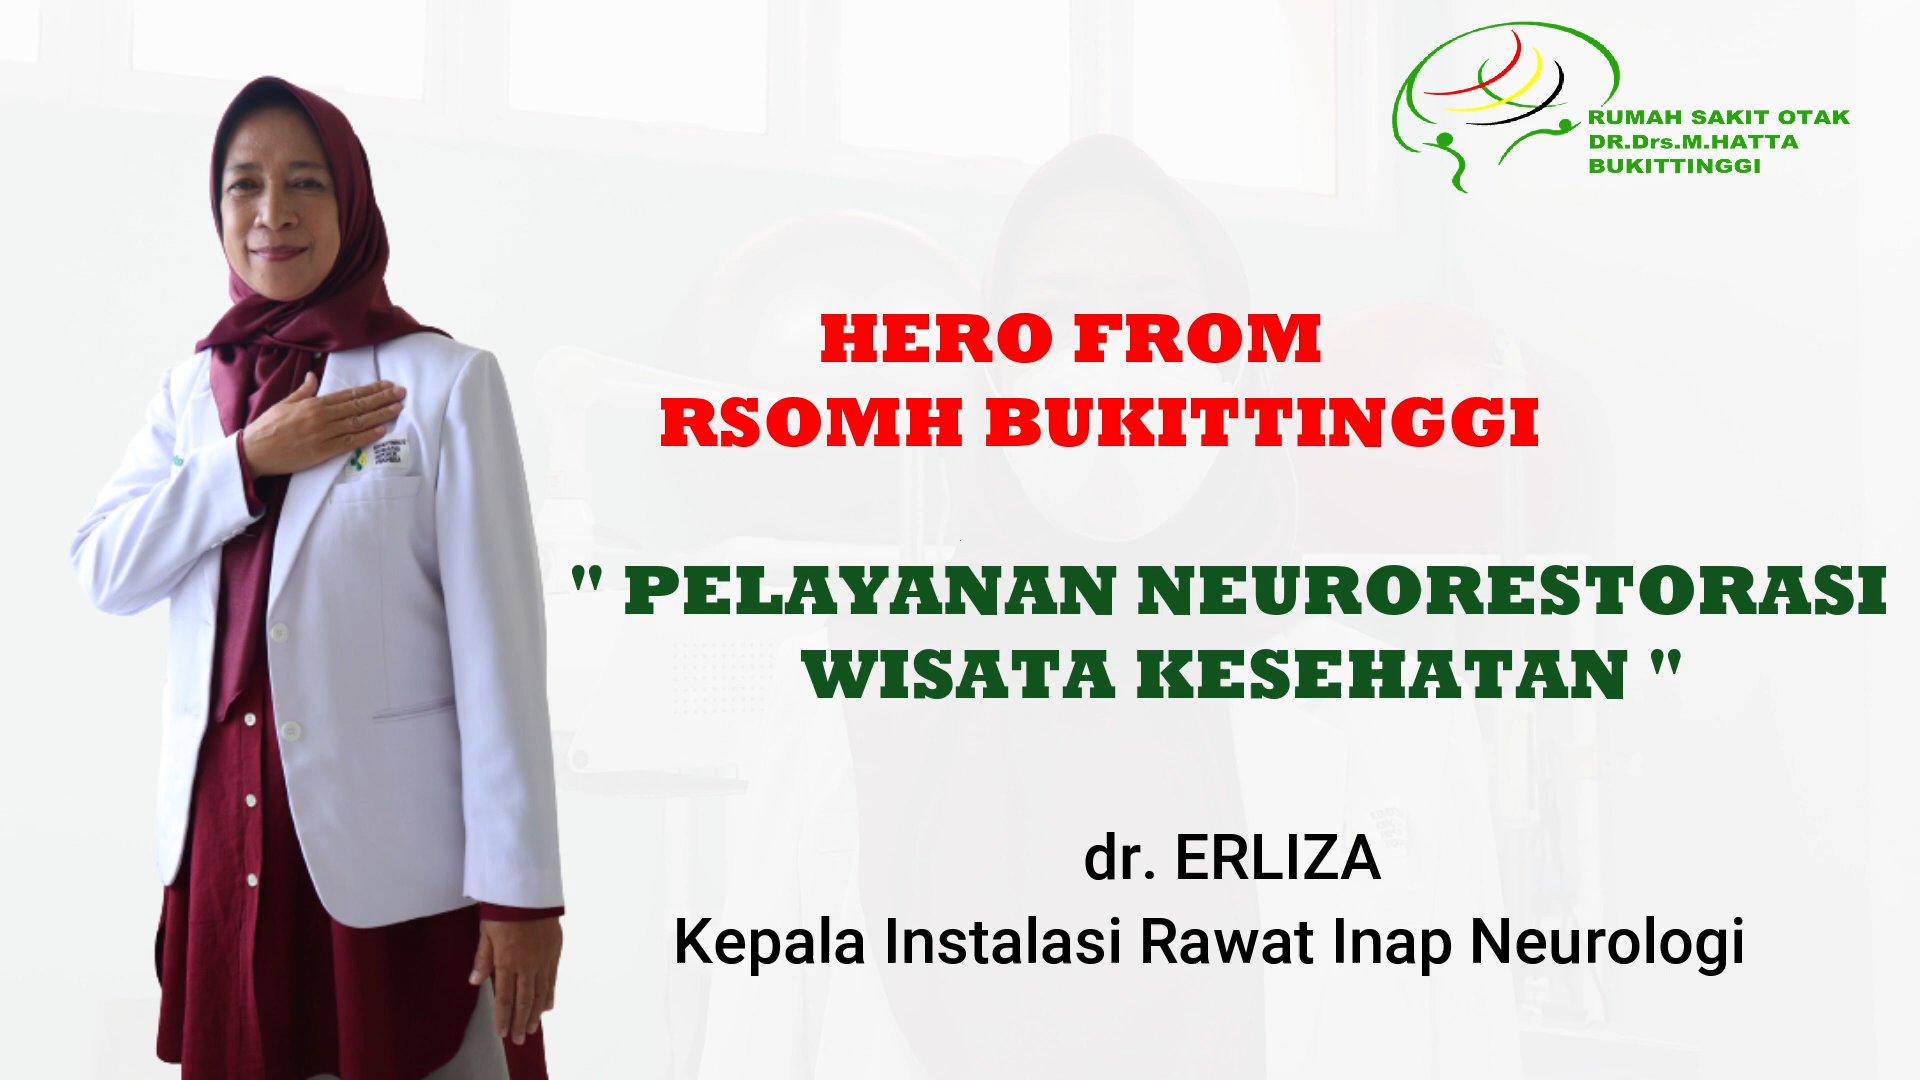 RUMAH SAKIT OTAK
DR.Drs.M.HATTA
BUKITTINGGI
HERO FROM
RSOMH BUKITTINGGI
" PELAYANAN NEURORESTORASI
WISATA KESEHATAN "
dr. ERLIZA
Kepala Instalasi Rawat Inap Neurologi